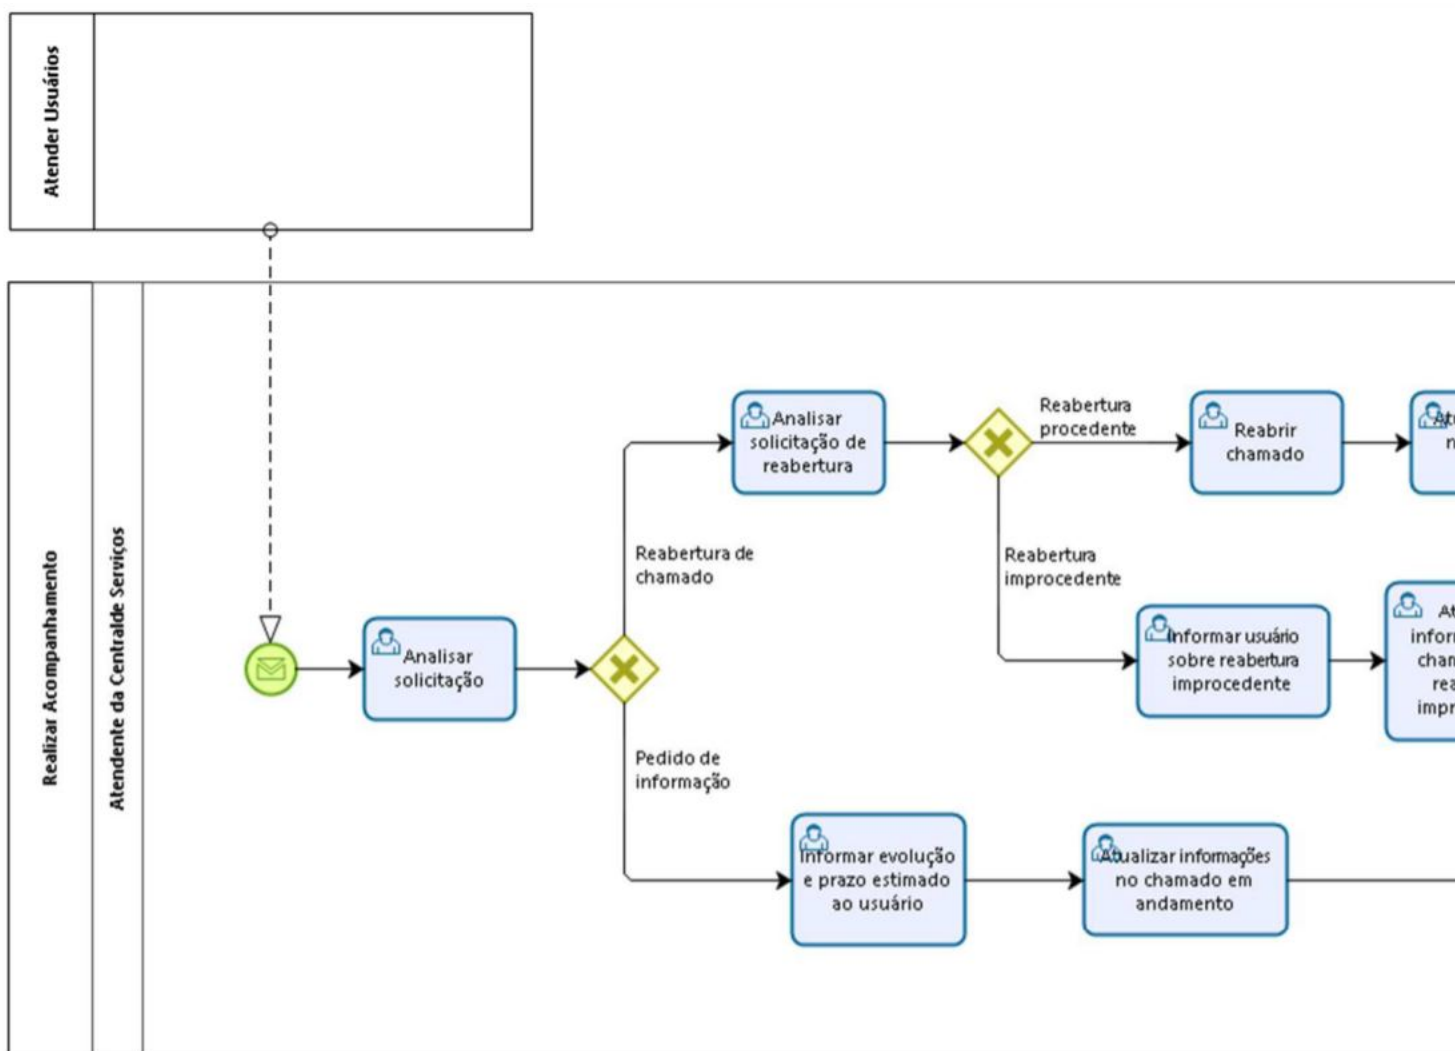 Atender Usuários
Realizar Acompanhamento
Atendente da Centralde Serviços
Analisar
solicitação
Reabertura de
chamado
Pedido de
informação
Analisar
solicitação de
reabertura
Reabertura
procedente
Reabertura
improcedente
Reabrir
chamado
Informar usuário
sobre reabertura
improcedente
Informar evolução
e prazo estimado
ao usuário
Atualizar informações
no chamado em
andamento